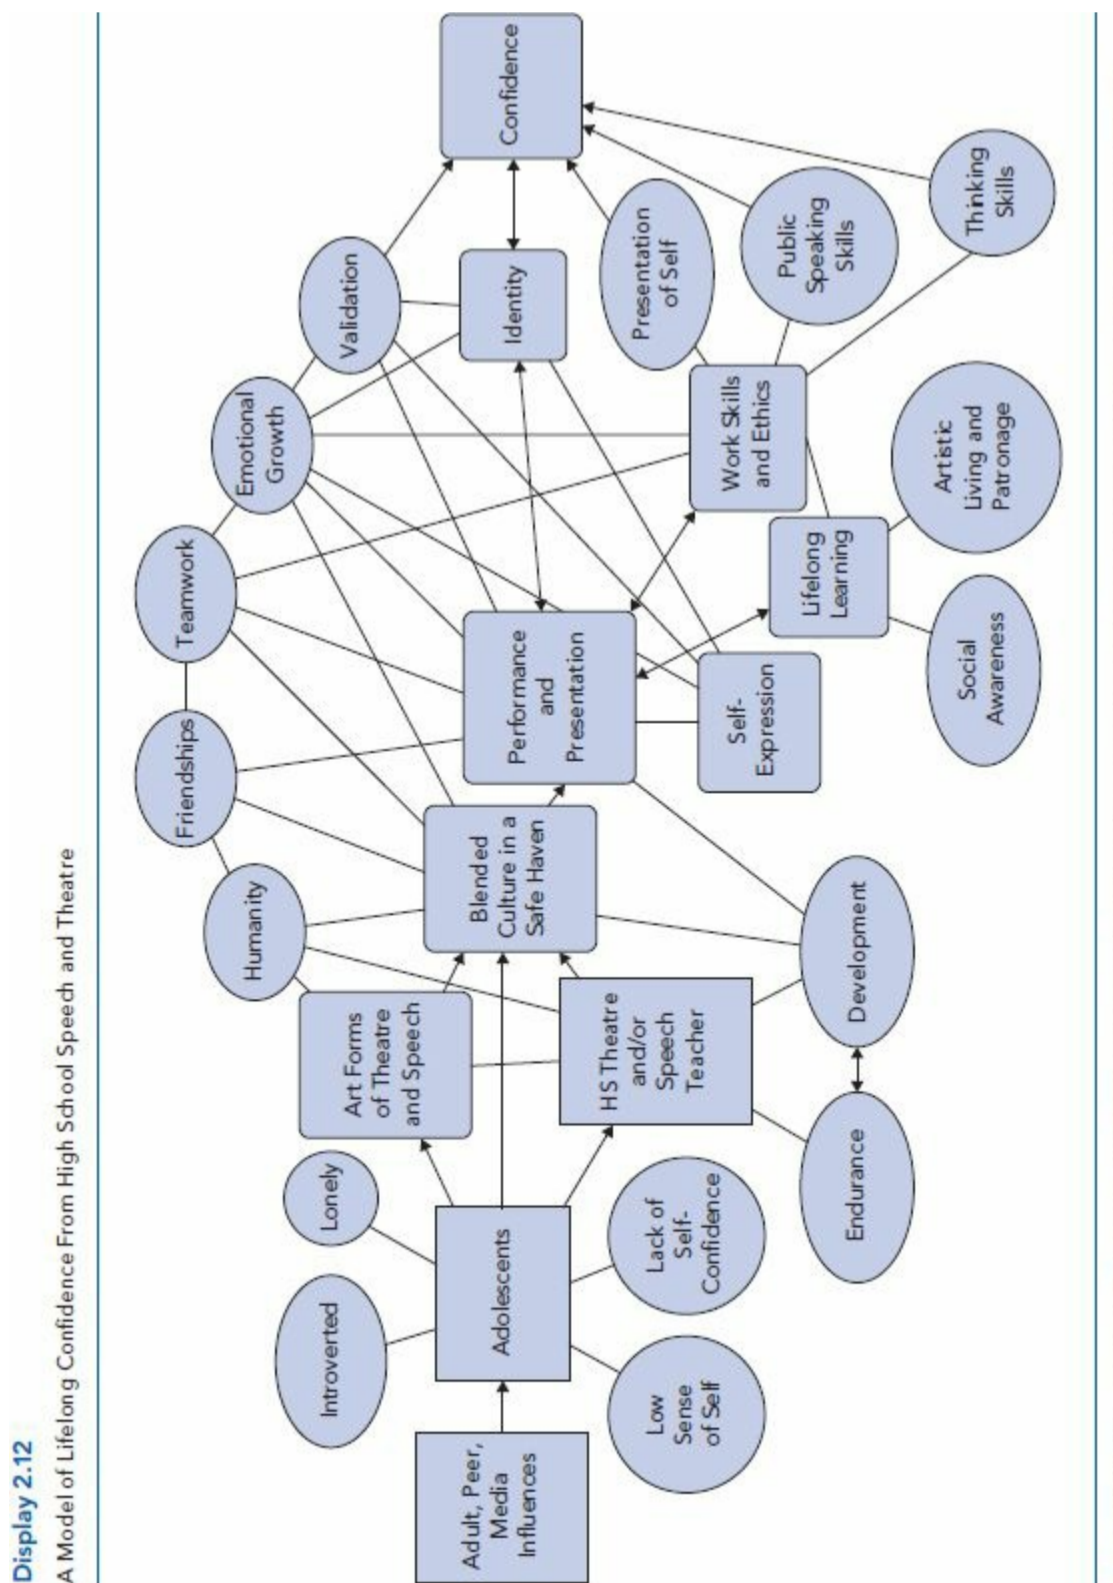 Display 2.12
A Model of Lifelong Confidence From High School Speech and Theatre
Adult, Peer,
Media
Influences
Introverted
Lonely
Adolescents
Low
Sense
of Self
Lack of
Self-
Confidence
Art Forms
of Theatre
and Speech
HS Theatre
and/or
Speech
Teacher
Endurance
Development
Humanity
Friendships
Teamwork
Emotional
Growth
Validation
Blended
Culture in a
Safe Haven
Performance
and
Presentation
Self-
Expression
Lifelong
Learning
Social
Awareness
Artistic
Living and
Patronage
Work Skills
and Ethics
Identity
Presentation
of Self
Public
Speaking
Skills
Thinking
Skills
Confidence